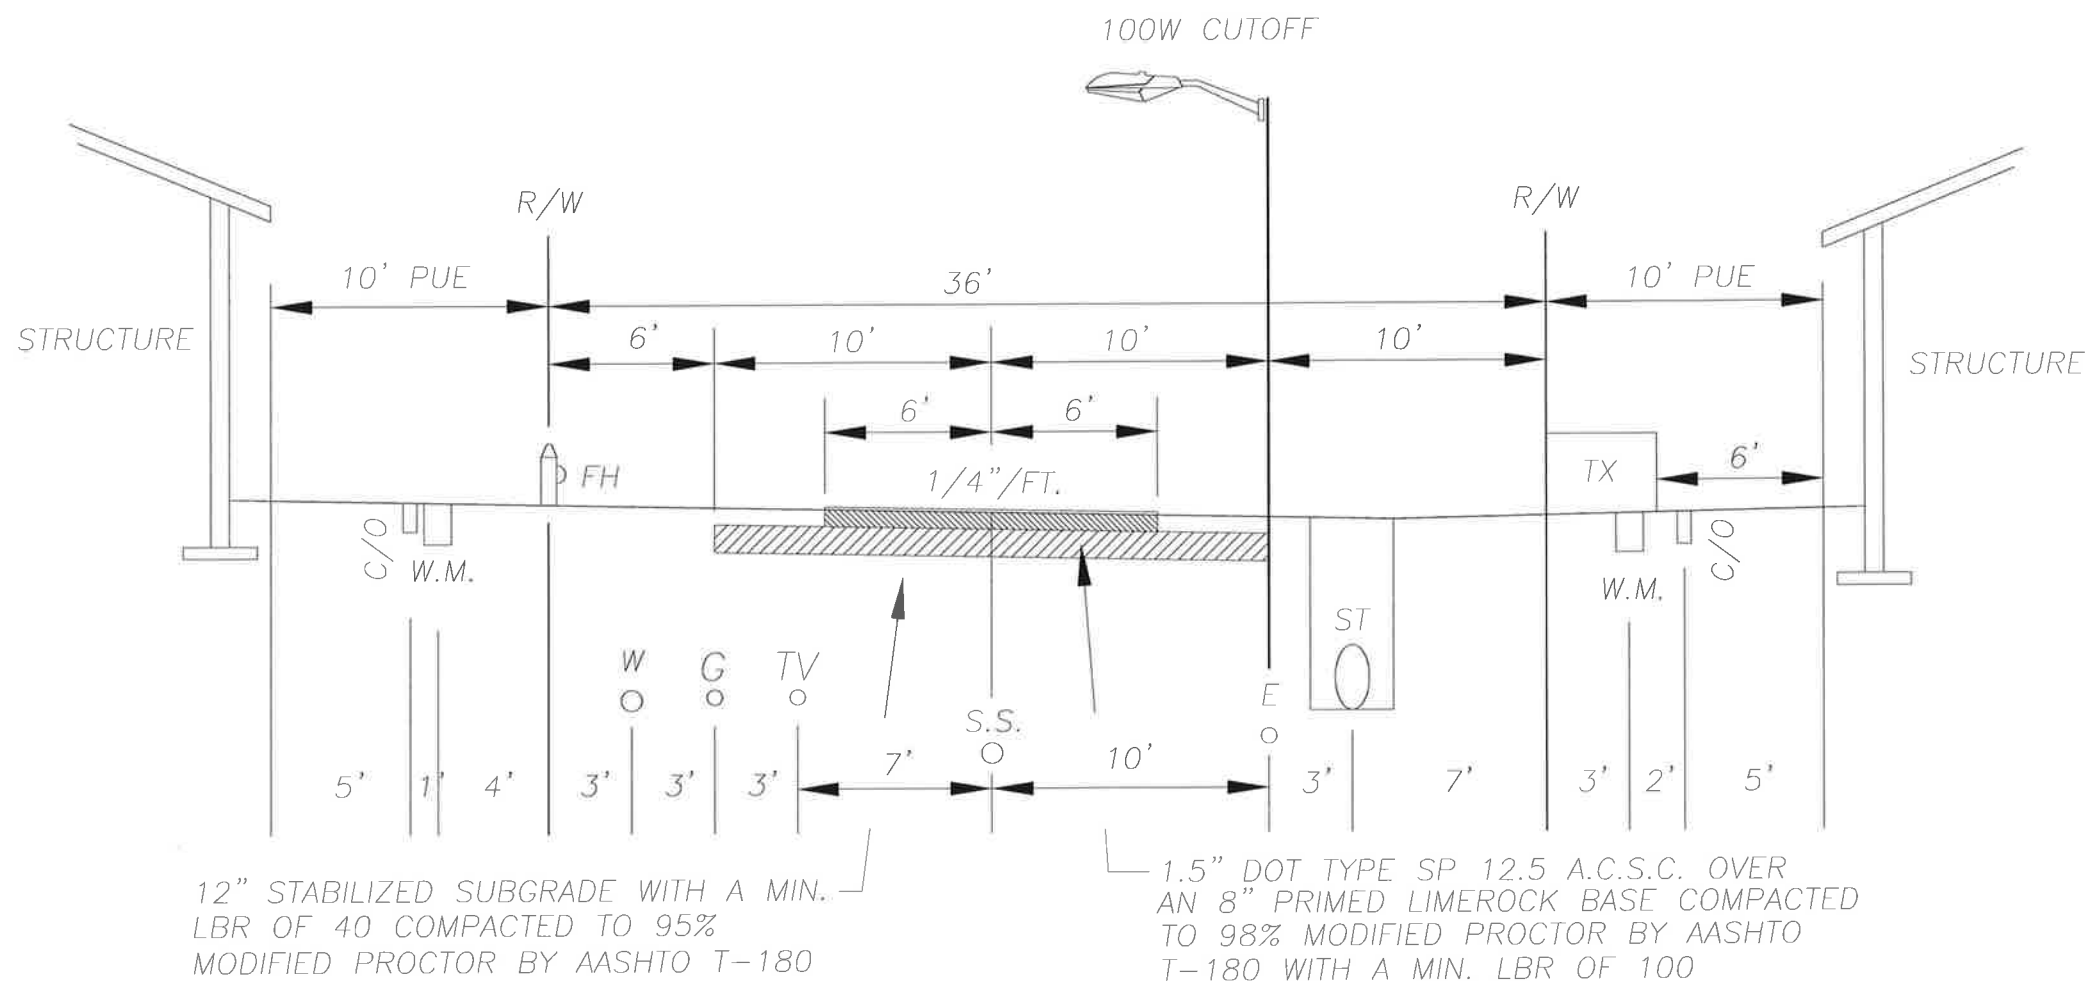 100W CUTOFF
R/W
R/W
10' PUE
36'
10' PUE
STRUCTURE
6'
10'
10'
10'
STRUCTURE
6'
6'
FH
1/4"/FT.
TX
6'
C/O
W.M.
W.M.
C/O
ST
W
G
TV
S.S.
E
5'
1'
4'
3'
3'
3'
7'
10'
3'
7'
3'
2'
5'
12" STABILIZED SUBGRADE WITH A MIN.
LBR OF 40 COMPACTED TO 95%
MODIFIED PROCTOR BY AASHTO T-180
1.5" DOT TYPE SP 12.5 A.C.S.C. OVER
AN 8" PRIMED LIMEROCK BASE COMPACTED
TO 98% MODIFIED PROCTOR BY AASHTO
T-180 WITH A MIN. LBR OF 100